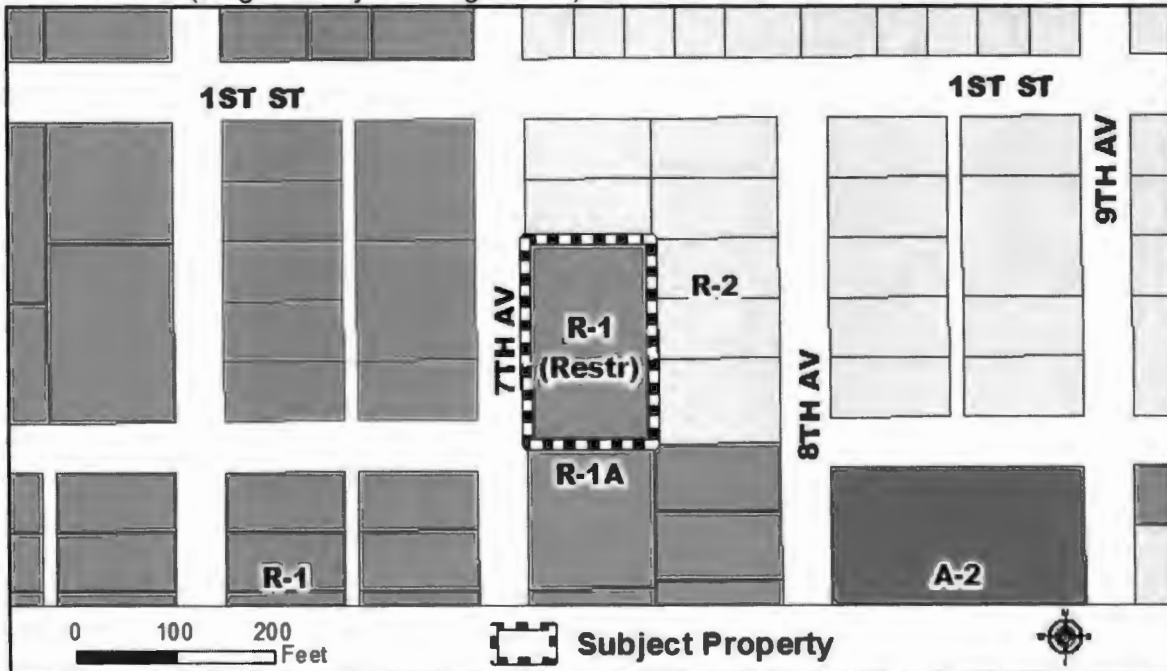 1ST ST
1ST ST
9TH AV
R-2
7TH AV
R-1
(Restr)
8TH AV
R-1A
R-1
A-2
0 100 200
Feet
Subject Property